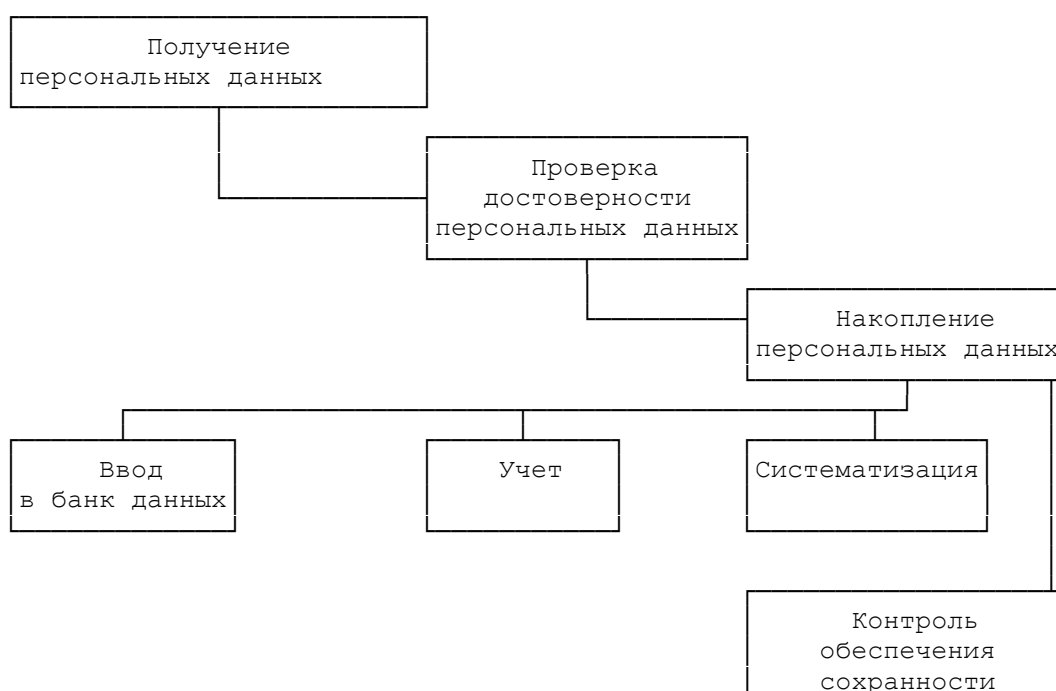 Получение
персональных данных
Проверка
достоверности
персональных данных
Накопление
персональных данных
Ввод
в банк данных
Учет
Систематизация
Контроль
обеспечения
сохранности